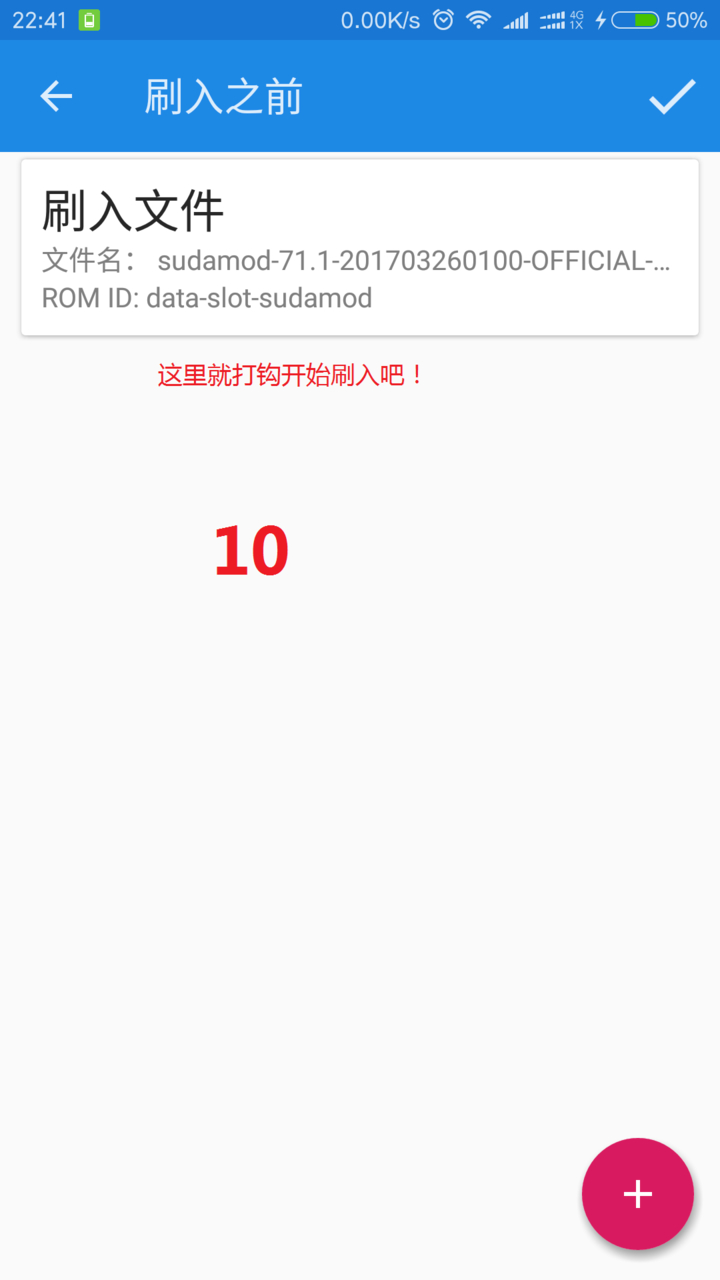 22:41 0.00K/s 4G 1X 50%
刷入之前
刷入文件
文件名： sudamod-71.1-201703260100-OFFICIAL-...
ROM ID: data-slot-sudamod
这里就打钩开始刷入吧！
10